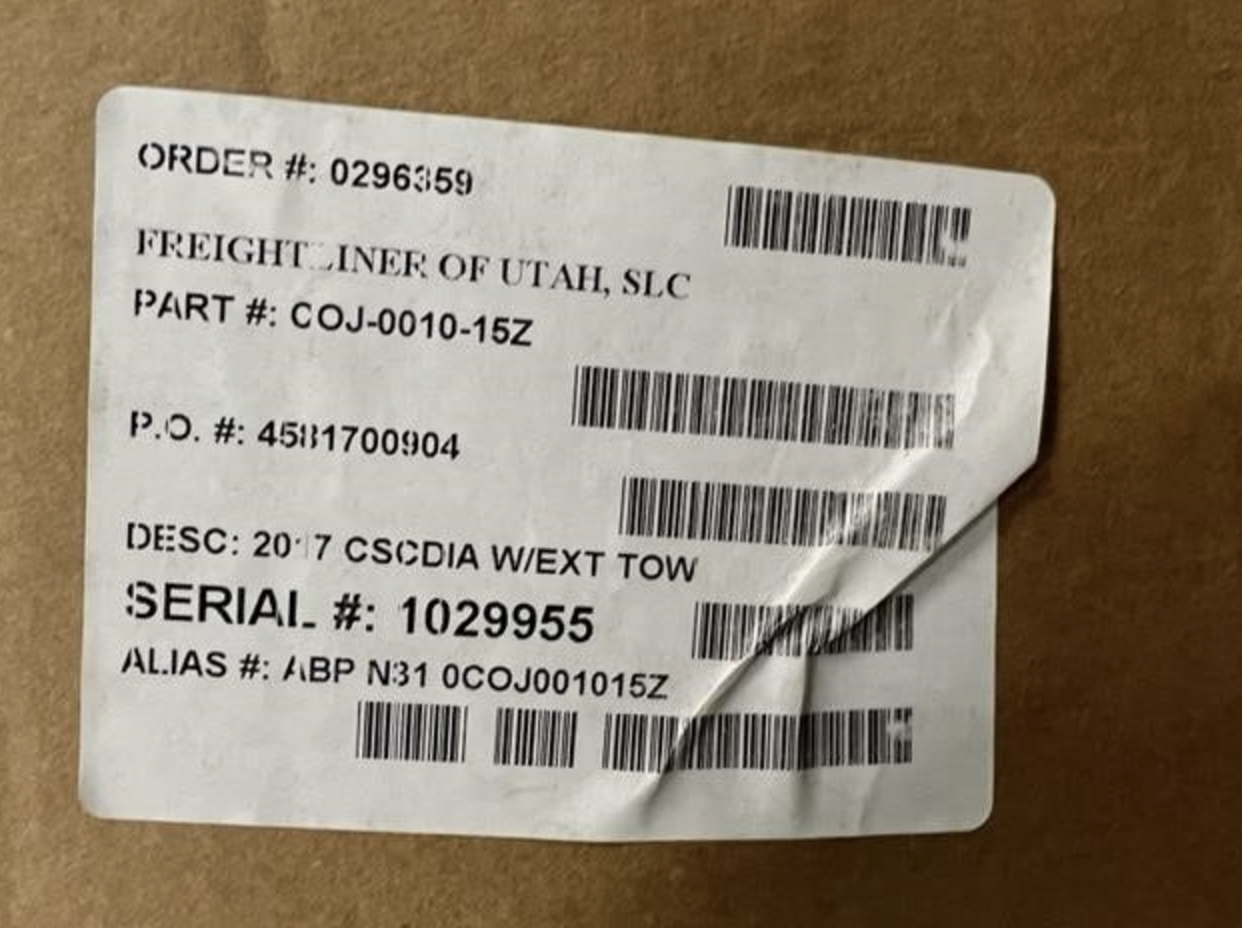 ORDER #: 0296359
FREIGHTLINER OF UTAH, SLC
PART #: COJ-0010-15Z
P.O. #: 4581700904
DESC: 2017 CSCDIA W/EXT TOW
SERIAL #: 1029955
ALIAS #: ABP N31 0COJ001015Z